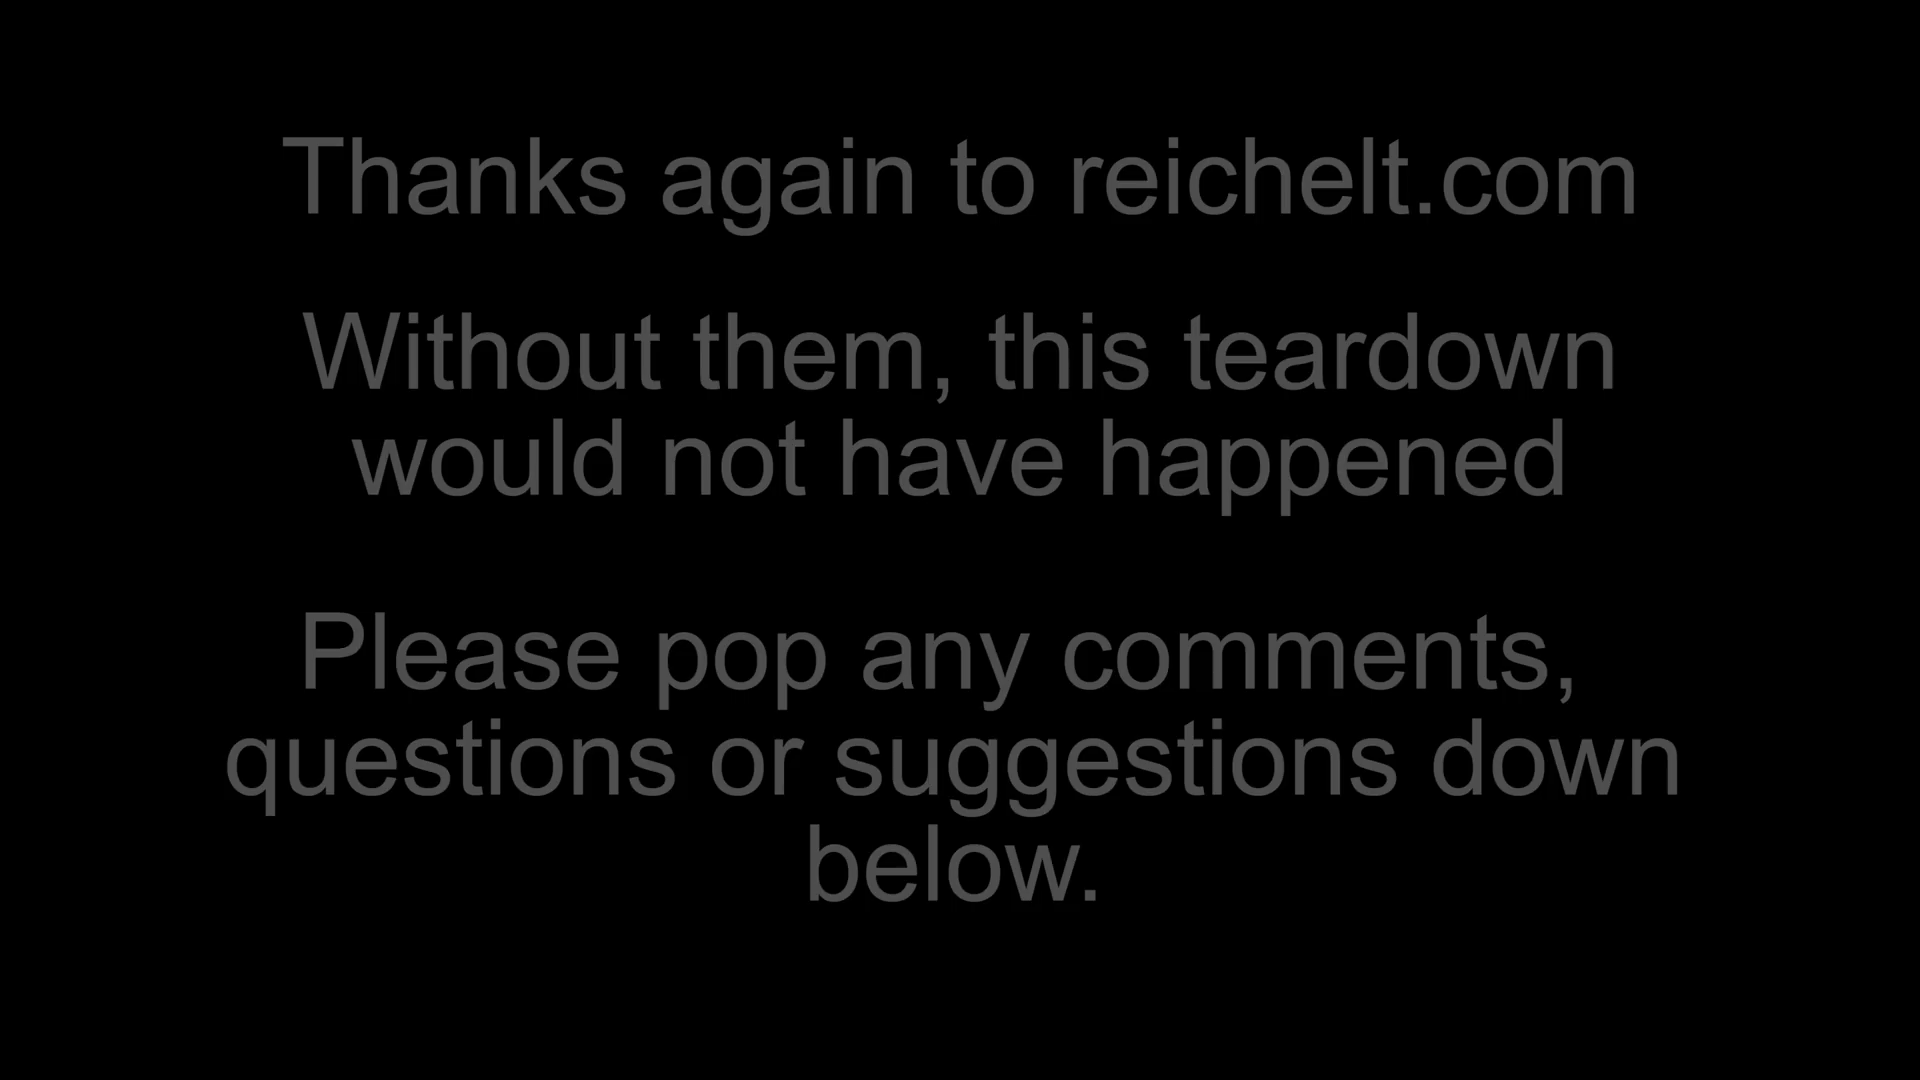 Thanks again to reichelt.com
Without them, this teardown
would not have happened
Please pop any comments,
questions or suggestions down
below.